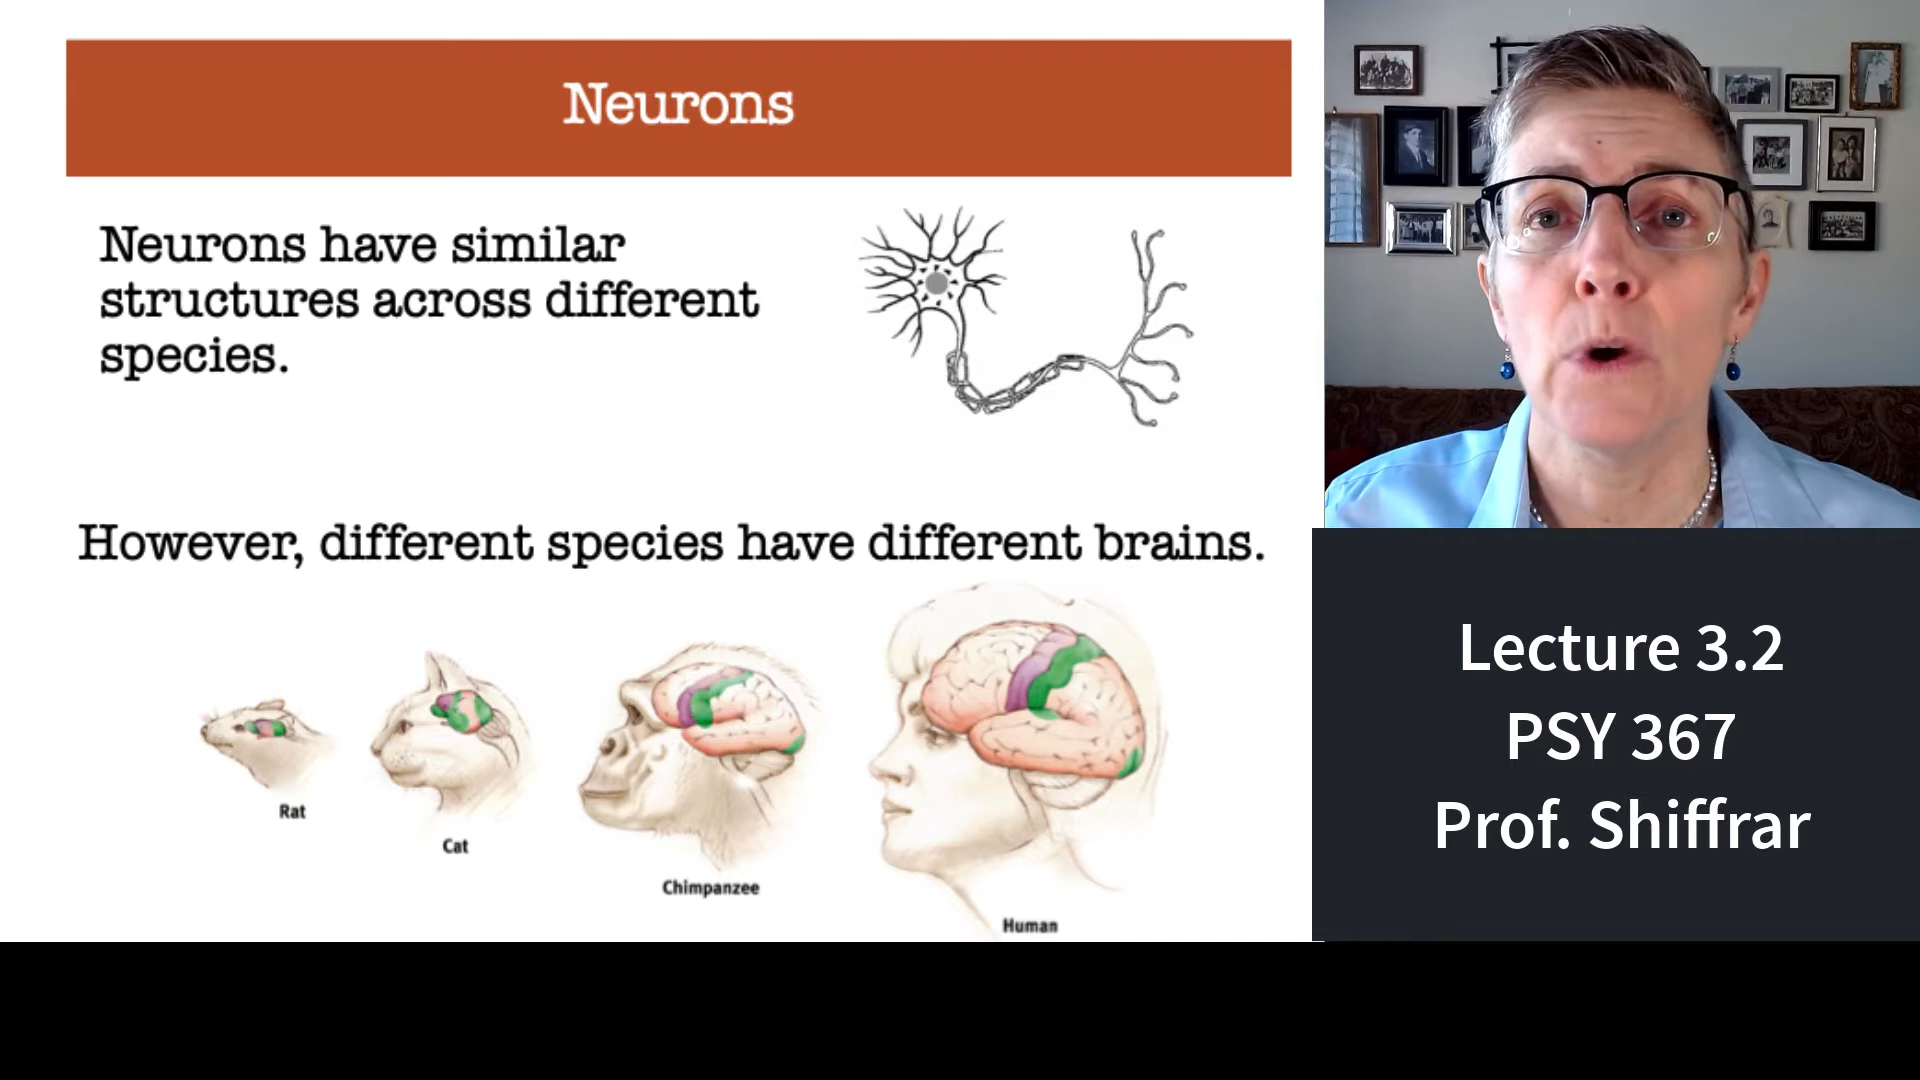 Neurons
Neurons have similar
structures across different
species.
However, different species have different brains.
Rat
Cat
Chimpanzee
Human
Lecture 3.2
PSY 367
Prof. Shiffrar